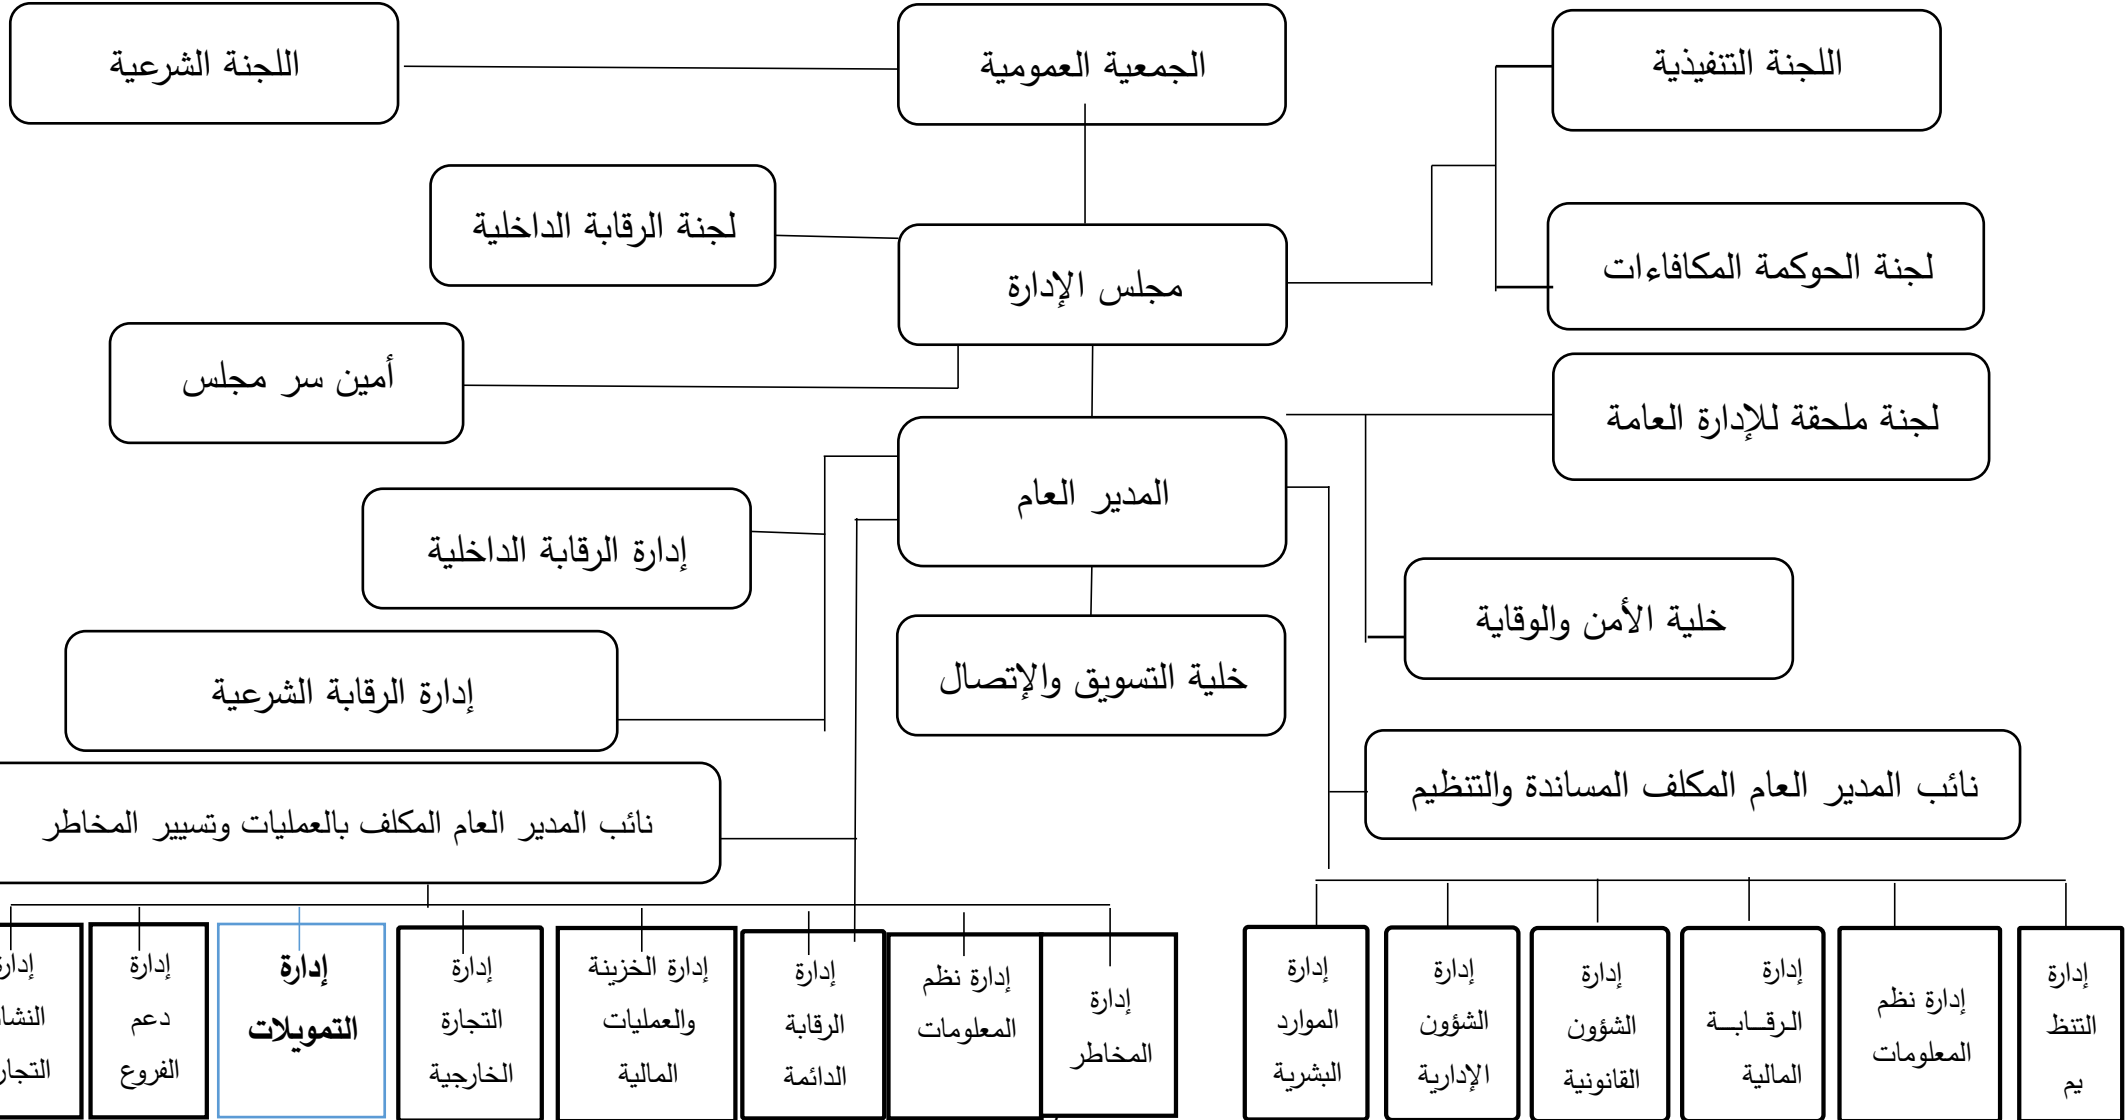 اللجنة التنفيذية
الجمعية العمومية
اللجنة الشرعية
لجنة الرقابة الداخلية
لجنة الحوكمة المكافاءات
مجلس الإدارة
أمين سر مجلس
لجنة ملحقة للإدارة العامة
المدير العام
إدارة الرقابة الداخلية
خلية الأمن والوقاية
خلية التسويق والإتصال
إدارة الرقابة الشرعية
نائب المدير العام المكلف المساندة والتنظيم
نائب المدير العام المكلف بالعمليات وتسيير المخاطر
إدارة
التنظ
يم
إدارة نظم
المعلومات
إدارة
الرقــابــة
المالية
إدارة
الشؤون
القانونية
إدارة
الشؤون
الإدارية
إدارة
الموارد
البشرية
إدارة
المخاطر
إدارة نظم
المعلومات
إدارة
الرقابة
الدائمة
إدارة الخزينة
والعمليات
المالية
إدارة
التجارة
الخارجية
إدارة
التمويلات
إدارة
دعم
الفروع